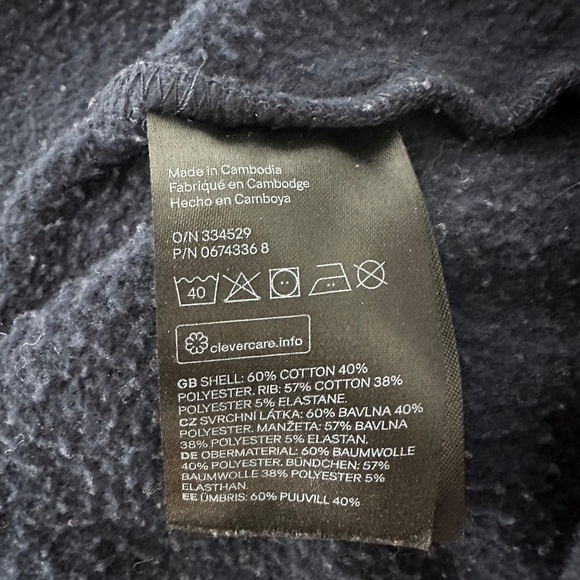 Made in Cambodia
Fabriqué en Cambodge
Hecho en Camboya
O/N 334529
P/N 0674336 8
40
clevercare.info
GB SHELL: 60% COTTON 40%
POLYESTER. RIB: 57% COTTON 38%
POLYESTER 5% ELASTANE.
CZ SVRCHNÍ LÁTKA: 60% BAVLNA 40%
POLYESTER. MANŽETA: 57% BAVLNA
38% POLYESTER 5% ELASTAN.
DE OBERMATERIAL: 60% BAUMWOLLE
40% POLYESTER. BÜNDCHEN: 57%
BAUMWOLLE 38% POLYESTER 5%
ELASTHAN.
EE ÜMBRIS: 60% PUUVILL 40%